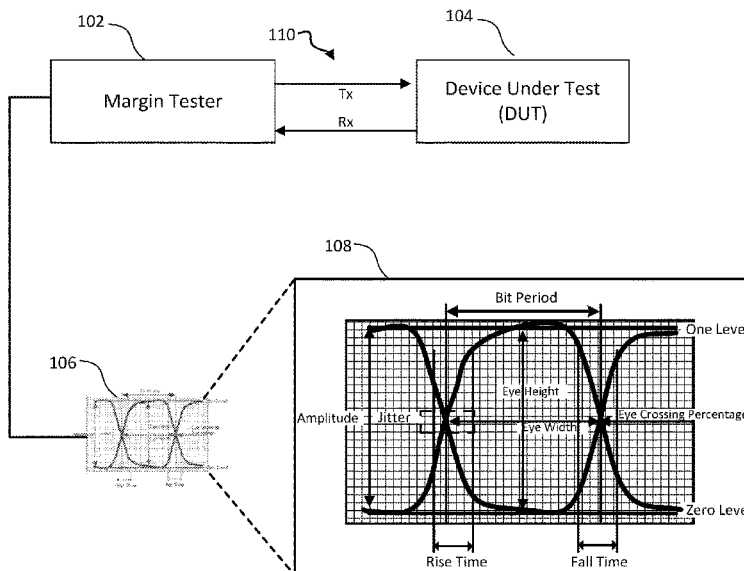 102
110
104
Margin Tester
Tx
Rx
Device Under Test
(DUT)
108
Bit Period
One Level
106
Eye Height
Amplitude
Jitter
Eye Crossing Percentage
Eye Width
Zero Level
Rise Time
Fall Time